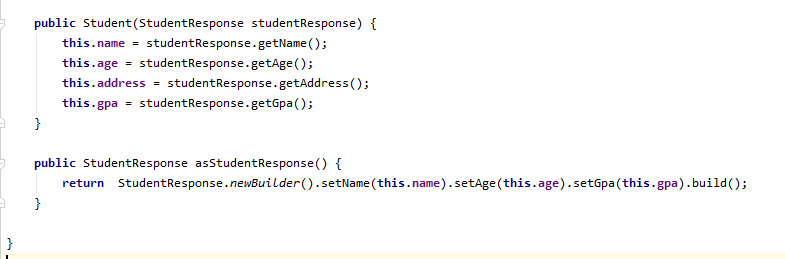 public Student(StudentResponse studentResponse) {
this.name = studentResponse.getName();
this.age = studentResponse.getAge();
this.address = studentResponse.getAddress();
this.gpa = studentResponse.getGpa();
}
public StudentResponse asStudentResponse() {
return  StudentResponse.newBuilder().setName(this.name).setAge(this.age).setGpa(this.gpa).build();
}
}